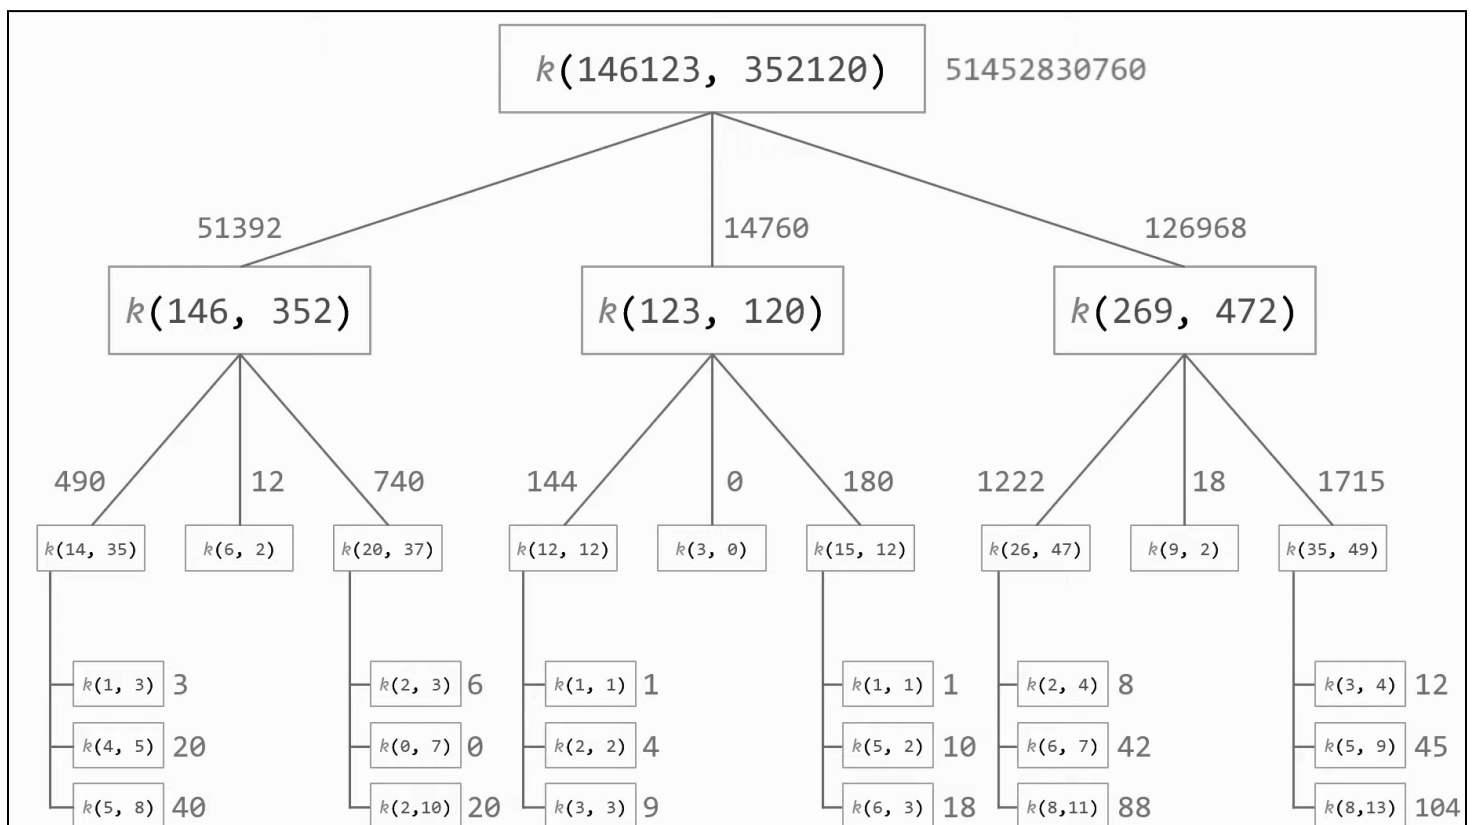 k(146123, 352120) 51452830760
51392 14760 126968
k(146, 352) k(123, 120) k(269, 472)
490 12 740 144 0 180 1222 18 1715
k(14, 35) k(6, 2) k(20, 37) k(12, 12) k(3, 0) k(15, 12) k(26, 47) k(9, 2) k(35, 49)
k(1, 3) 3 k(2, 3) 6 k(1, 1) 1 k(1, 1) 1 k(2, 4) 8 k(3, 4) 12
k(4, 5) 20 k(0, 7) 0 k(2, 2) 4 k(5, 2) 10 k(6, 7) 42 k(5, 9) 45
k(5, 8) 40 k(2,10) 20 k(3, 3) 9 k(6, 3) 18 k(8,11) 88 k(8,13) 104